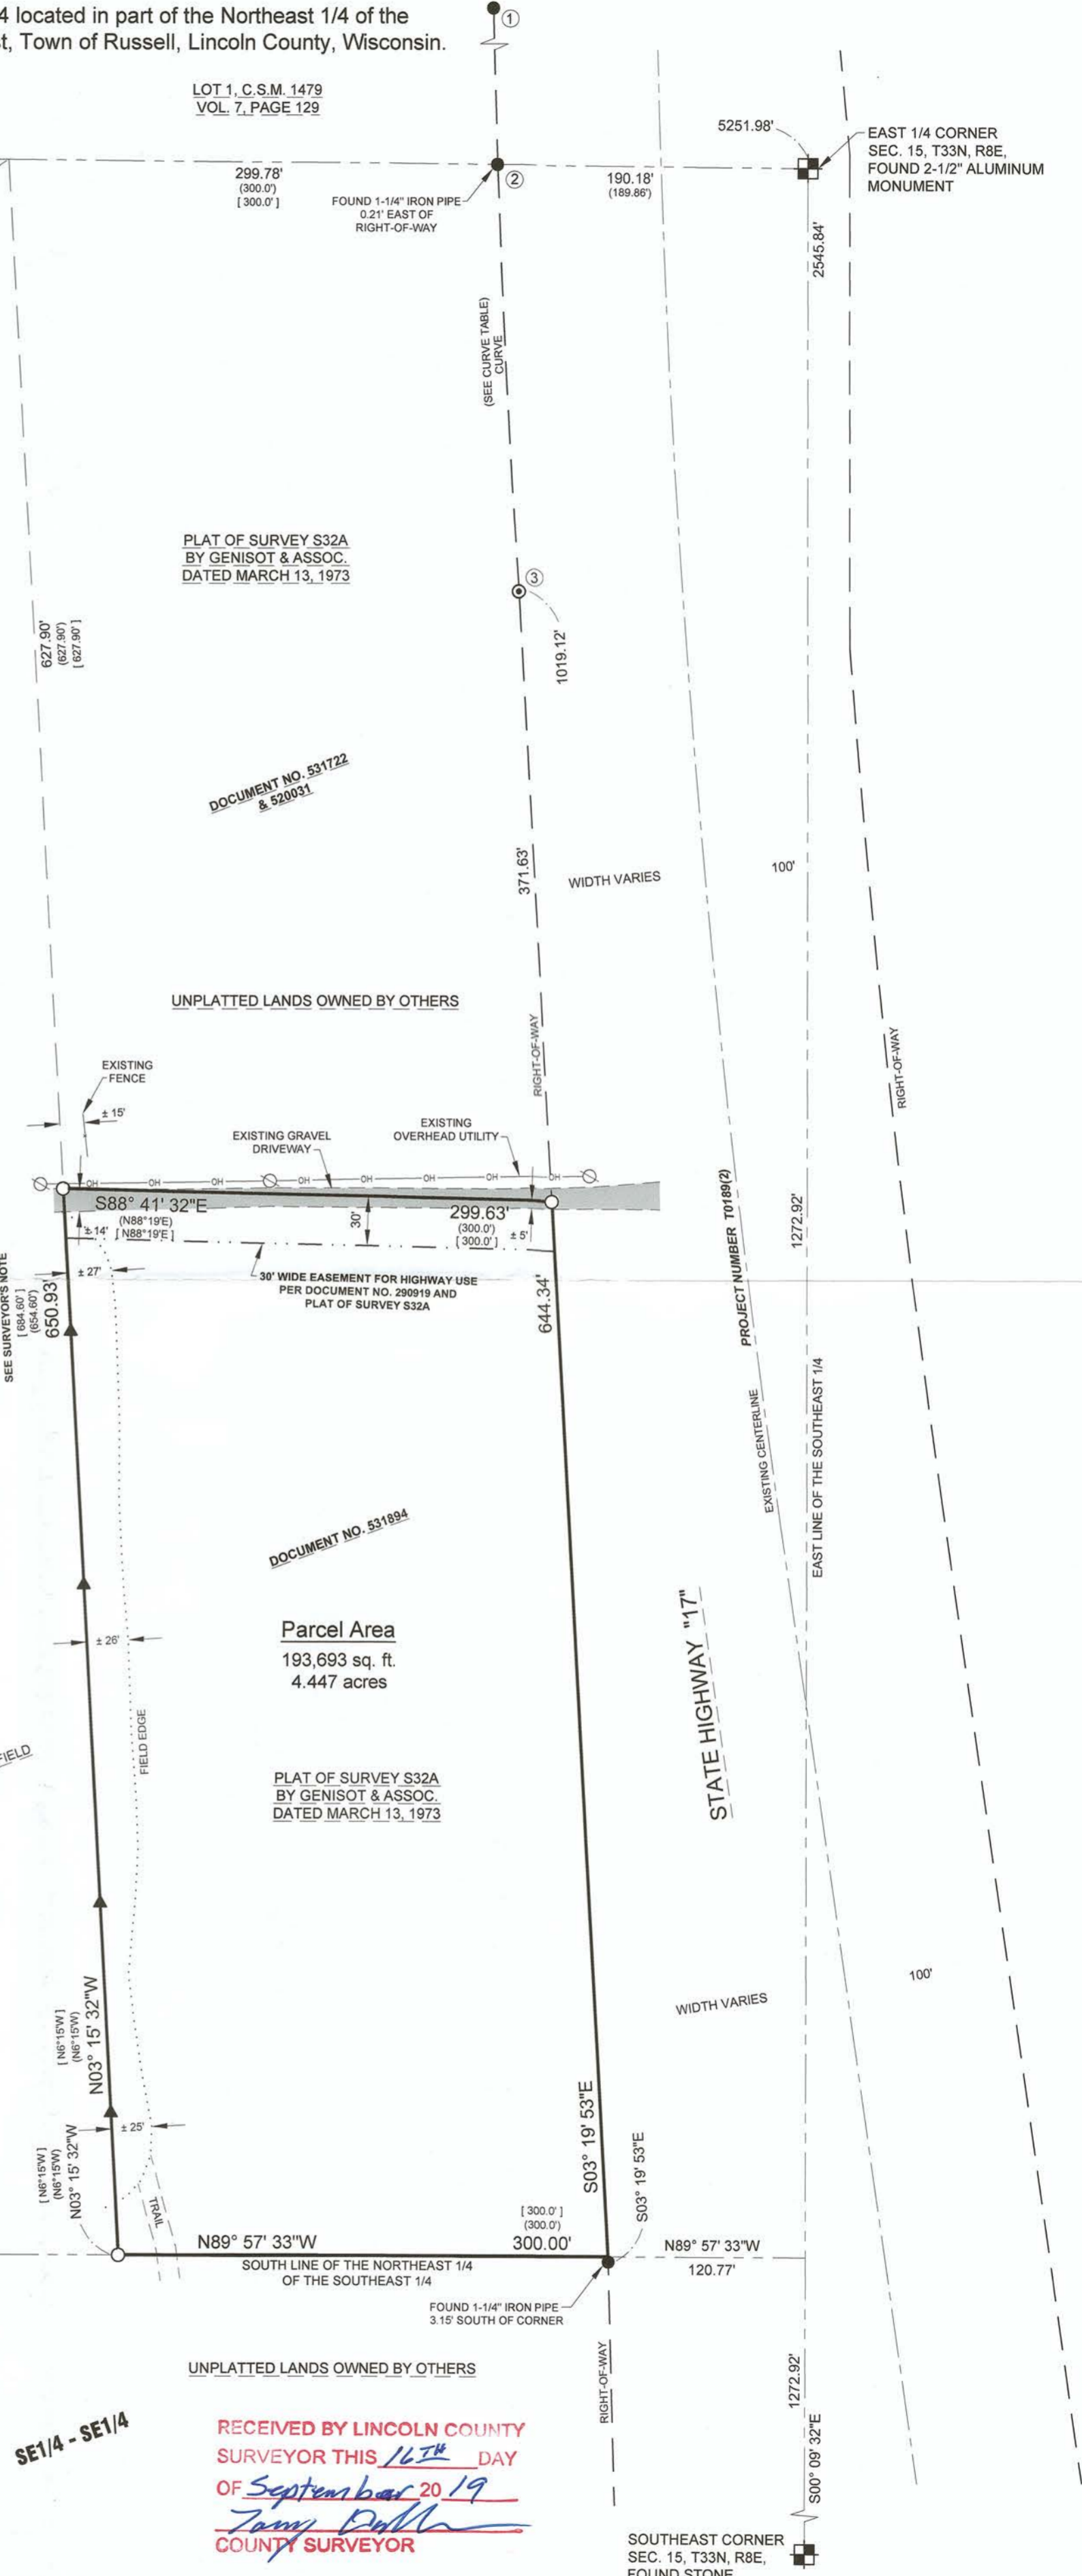 4 located in part of the Northeast 1/4 of the
t, Town of Russell, Lincoln County, Wisconsin.
①
LOT 1, C.S.M. 1479
VOL. 7, PAGE 129
5251.98'
EAST 1/4 CORNER
SEC. 15, T33N, R8E,
FOUND 2-1/2" ALUMINUM
MONUMENT
299.78'
(300.0')
[ 300.0' ]
②
FOUND 1-1/4" IRON PIPE
0.21' EAST OF
RIGHT-OF-WAY
190.18'
(189.86')
2545.84'
(SEE CURVE TABLE)
CURVE
PLAT OF SURVEY S32A
BY GENISOT & ASSOC.
DATED MARCH 13, 1973
③
1019.12'
627.90'
(627.90')
[ 627.90' ]
DOCUMENT NO. 531722
& 520031
371.63'
WIDTH VARIES
100'
UNPLATTED LANDS OWNED BY OTHERS
RIGHT-OF-WAY
RIGHT-OF-WAY
EXISTING
FENCE
± 15'
EXISTING GRAVEL
DRIVEWAY
EXISTING
OVERHEAD UTILITY
OH OH OH OH OH OH OH OH
S88° 41' 32"E
(N88°19'E)
[ N88°19'E ]
± 14'
30'
299.63'
(300.0')
[ 300.0' ]
± 5'
± 27'
30' WIDE EASEMENT FOR HIGHWAY USE
PER DOCUMENT NO. 290919 AND
PLAT OF SURVEY S32A
SEE SURVEYOR'S NOTE
[ 684.60' ]
(654.60')
650.93'
644.34'
PROJECT NUMBER T0189(2)
1272.92'
EXISTING CENTERLINE
EAST LINE OF THE SOUTHEAST 1/4
DOCUMENT NO. 531894
Parcel Area
193,693 sq. ft.
4.447 acres
± 26'
FIELD EDGE
FIELD
STATE HIGHWAY "17"
PLAT OF SURVEY S32A
BY GENISOT & ASSOC.
DATED MARCH 13, 1973
100'
WIDTH VARIES
[ N6°15'W ]
(N6°15'W)
N03° 15' 32"W
± 25'
[ N6°15'W ]
(N6°15'W)
N03° 15' 32"W
TRAIL
S03° 19' 53"E
S03° 19' 53"E
[ 300.0' ]
(300.0')
N89° 57' 33"W
300.00'
N89° 57' 33"W
120.77'
SOUTH LINE OF THE NORTHEAST 1/4
OF THE SOUTHEAST 1/4
FOUND 1-1/4" IRON PIPE
3.15' SOUTH OF CORNER
UNPLATTED LANDS OWNED BY OTHERS
RIGHT-OF-WAY
1272.92'
S00° 09' 32"E
SE1/4 - SE1/4
RECEIVED BY LINCOLN COUNTY
SURVEYOR THIS 16TH DAY
OF September 20 19
COUNTY SURVEYOR
SOUTHEAST CORNER
SEC. 15, T33N, R8E,
FOUND STONE